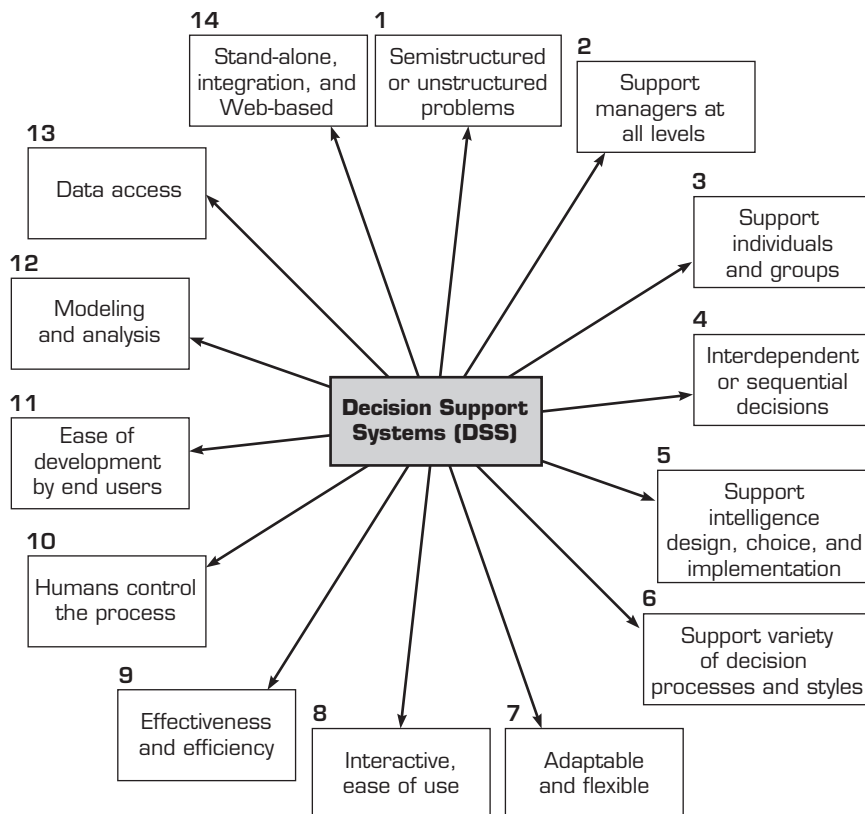 14
Stand-alone,
integration, and
Web-based
1
Semistructured
or unstructured
problems
2
Support
managers at
all levels
13
Data access
3
Support
individuals
and groups
12
Modeling
and analysis
4
Interdependent
or sequential
decisions
Decision Support
Systems (DSS)
11
Ease of
development
by end users
5
Support
intelligence
design, choice, and
implementation
10
Humans control
the process
6
Support variety
of decision
processes and styles
9
Effectiveness
and efficiency
8
Interactive,
ease of use
7
Adaptable
and flexible